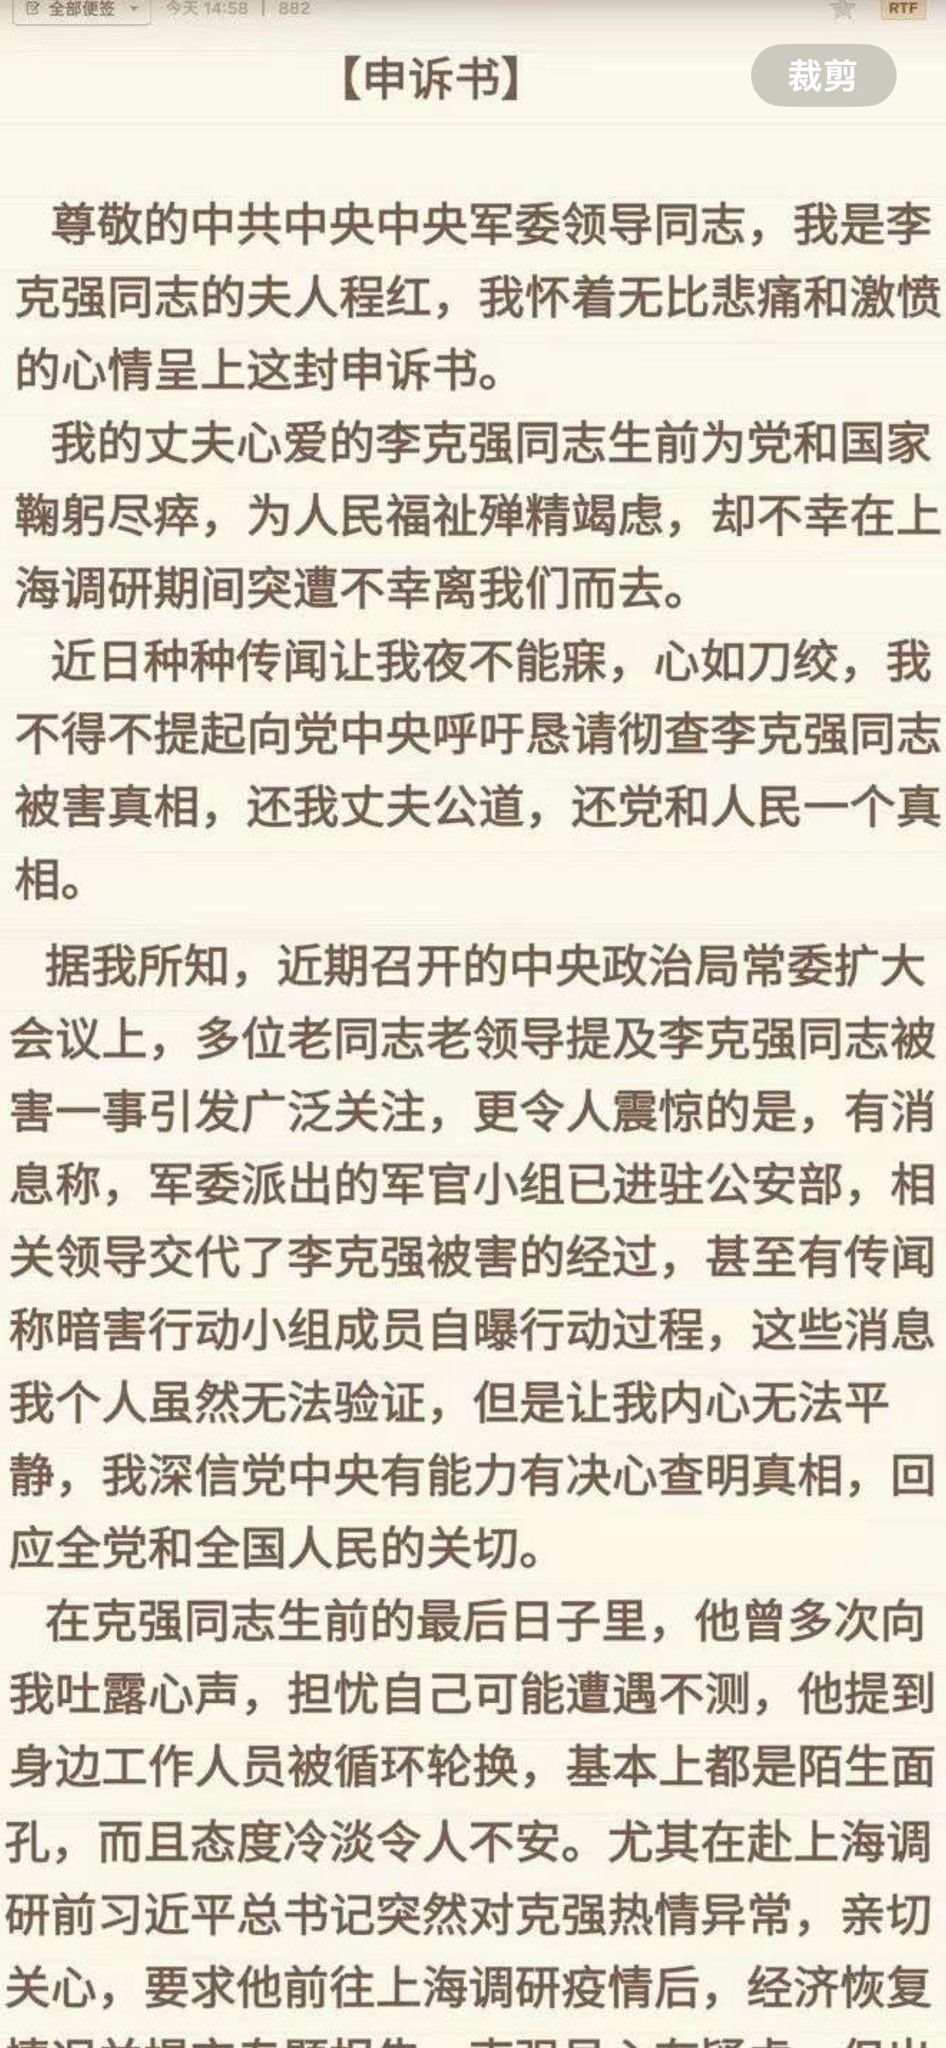 全部便签 今天 14:58 | 882 RTF
【申诉书】
裁剪
尊敬的中共中央中央军委领导同志，我是李
克强同志的夫人程红，我怀着无比悲痛和激愤
的心情呈上这封申诉书。
我的丈夫心爱的李克强同志生前为党和国家
鞠躬尽瘁，为人民福祉殚精竭虑，却不幸在上
海调研期间突遭不幸离我们而去。
近日种种传闻让我夜不能寐，心如刀绞，我
不得不提起向党中央呼吁恳请彻查李克强同志
被害真相，还我丈夫公道，还党和人民一个真
相。
据我所知，近期召开的中央政治局常委扩大
会议上，多位老同志老领导提及李克强同志被
害一事引发广泛关注，更令人震惊的是，有消
息称，军委派出的军官小组已进驻公安部，相
关领导交代了李克强被害的经过，甚至有传闻
称暗害行动小组成员自曝行动过程，这些消息
我个人虽然无法验证，但是让我内心无法平
静，我深信党中央有能力有决心查明真相，回
应全党和全国人民的关切。
在克强同志生前的最后日子里，他曾多次向
我吐露心声，担忧自己可能遭遇不测，他提到
身边工作人员被循环轮换，基本上都是陌生面
孔，而且态度冷淡令人不安。尤其在赴上海调
研前习近平总书记突然对克强热情异常，亲切
关心，要求他前往上海调研疫情后，经济恢复